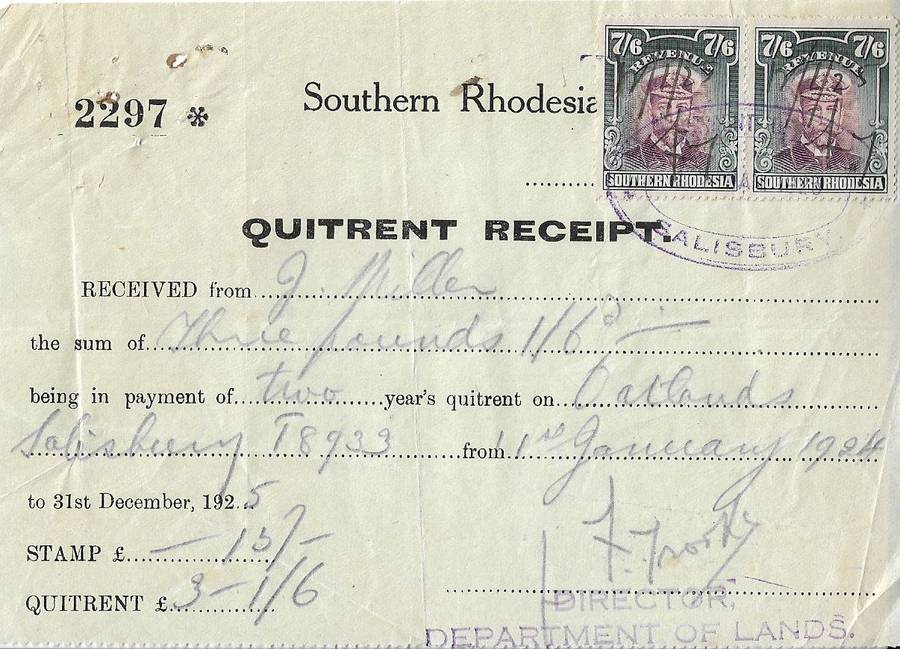 7/6 7/6 7/6 7/6
REVENUE REVENUE
2297 * Southern Rhodesia
SOUTHERN RHODESIA SOUTHERN RHODESIA
SALISBURY.
QUITRENT RECEIPT.
RECEIVED from J. Miller
the sum of Three pounds 1/6d
being in payment of two year's quitrent on Oatlands
Salisbury T8933 from 1st January 1924
to 31st December, 1925
STAMP £ — 15/-
QUITRENT £ 3 - 1/6
DIRECTOR,
DEPARTMENT OF LANDS.